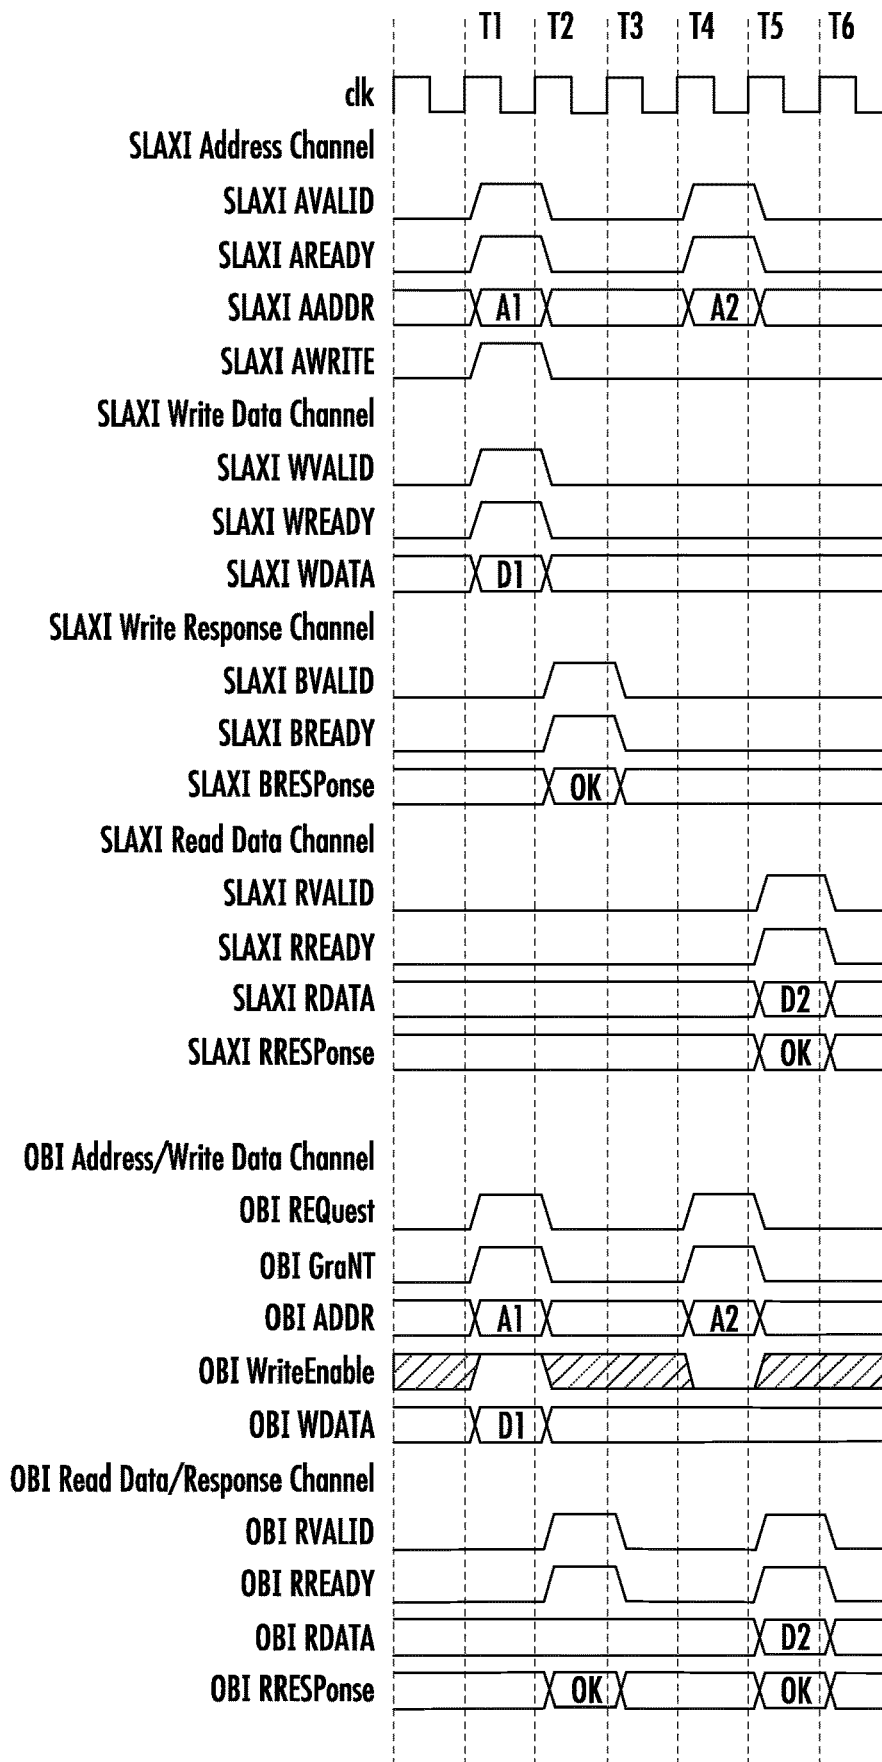 T1 T2 T3 T4 T5 T6
clk
SLAXI Address Channel
SLAXI AVALID
SLAXI AREADY
SLAXI AADDR A1 A2
SLAXI AWRITE
SLAXI Write Data Channel
SLAXI WVALID
SLAXI WREADY
SLAXI WDATA D1
SLAXI Write Response Channel
SLAXI BVALID
SLAXI BREADY
SLAXI BRESPonse OK
SLAXI Read Data Channel
SLAXI RVALID
SLAXI RREADY
SLAXI RDATA D2
SLAXI RRESPonse OK
OBI Address/Write Data Channel
OBI REQuest
OBI GraNT
OBI ADDR A1 A2
OBI WriteEnable
OBI WDATA D1
OBI Read Data/Response Channel
OBI RVALID
OBI RREADY
OBI RDATA D2
OBI RRESPonse OK OK